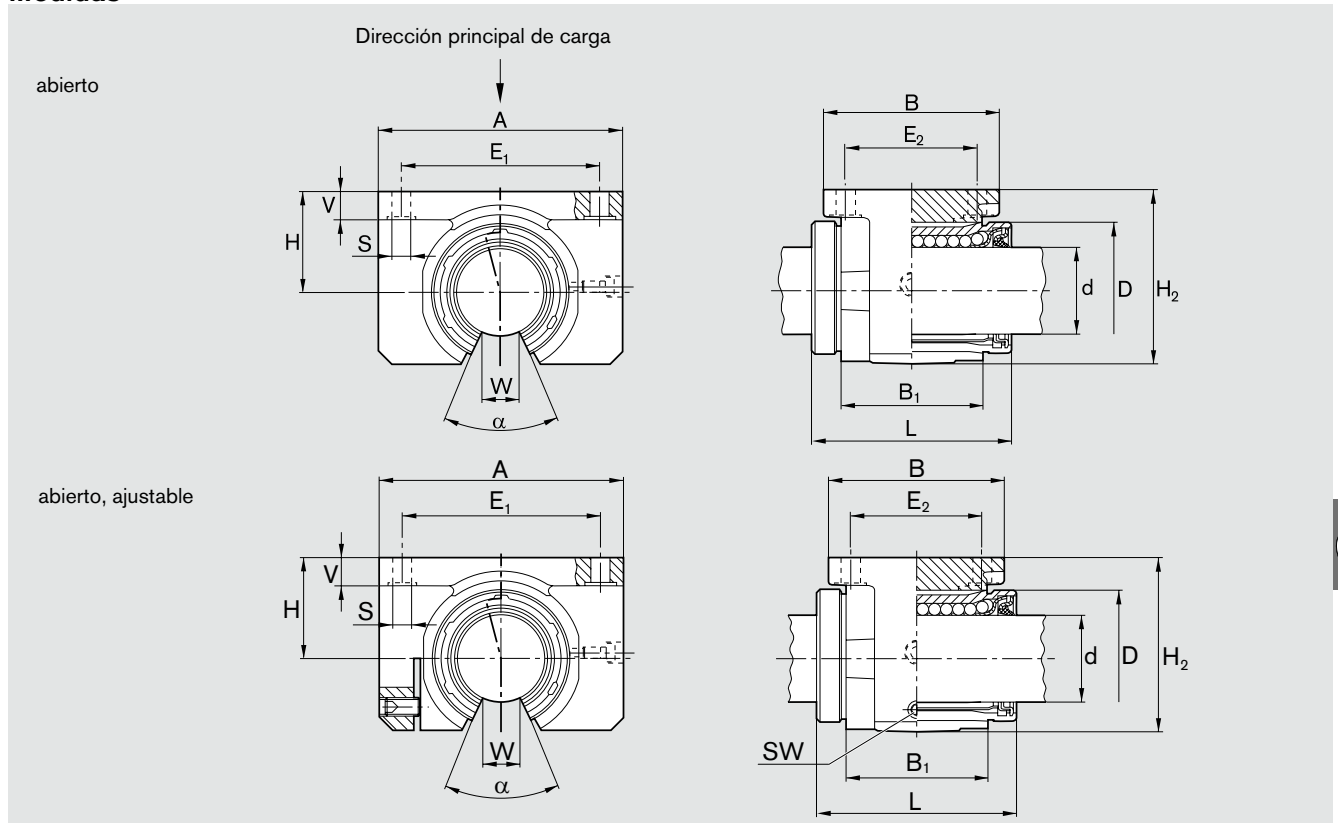 Medidas
Dirección principal de carga
abierto
A
E₁
V
H
S
W
α
B
E₂
d
D
H₂
B₁
L
abierto, ajustable
A
E₁
V
H
S
W
α
B
E₂
d
D
H₂
SW
B₁
L